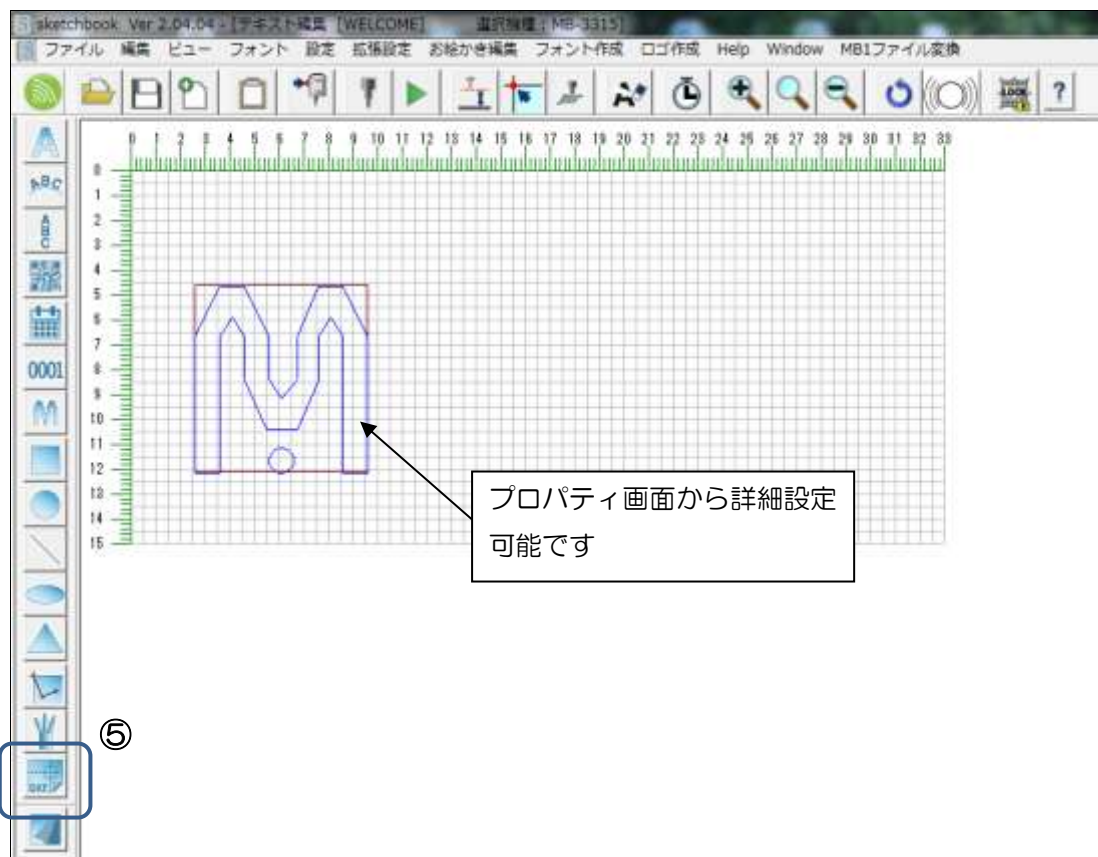 sketchbook Ver 2.04.04 - [テキスト編集 [WELCOME] 選択機種 ; MB-3315]
ファイル 編集 ビュー フォント 設定 拡張設定 お絵かき編集 フォント作成 ロゴ作成 Help Window MB1ファイル変換
LOCK ?
0 1 2 3 4 5 6 7 8 9 10 11 12 13 14 15 16 17 18 19 20 21 22 23 24 25 26 27 28 29 30 31 32 33
A
ABC
ABC
0001
M
0
1
2
3
4
5
6
7
8
9
10
11
12
13
14
15
プロパティ画面から詳細設定
可能です
⑤
DXF